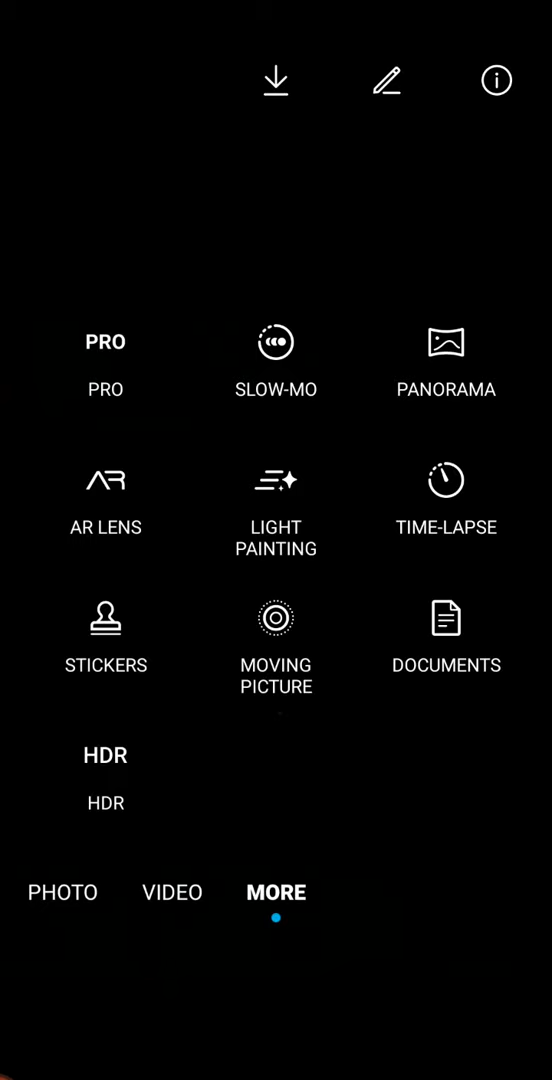 PRO
PRO
SLOW-MO
PANORAMA
AR
AR LENS
LIGHT
PAINTING
TIME-LAPSE
STICKERS
MOVING
PICTURE
DOCUMENTS
HDR
HDR
PHOTO
VIDEO
MORE